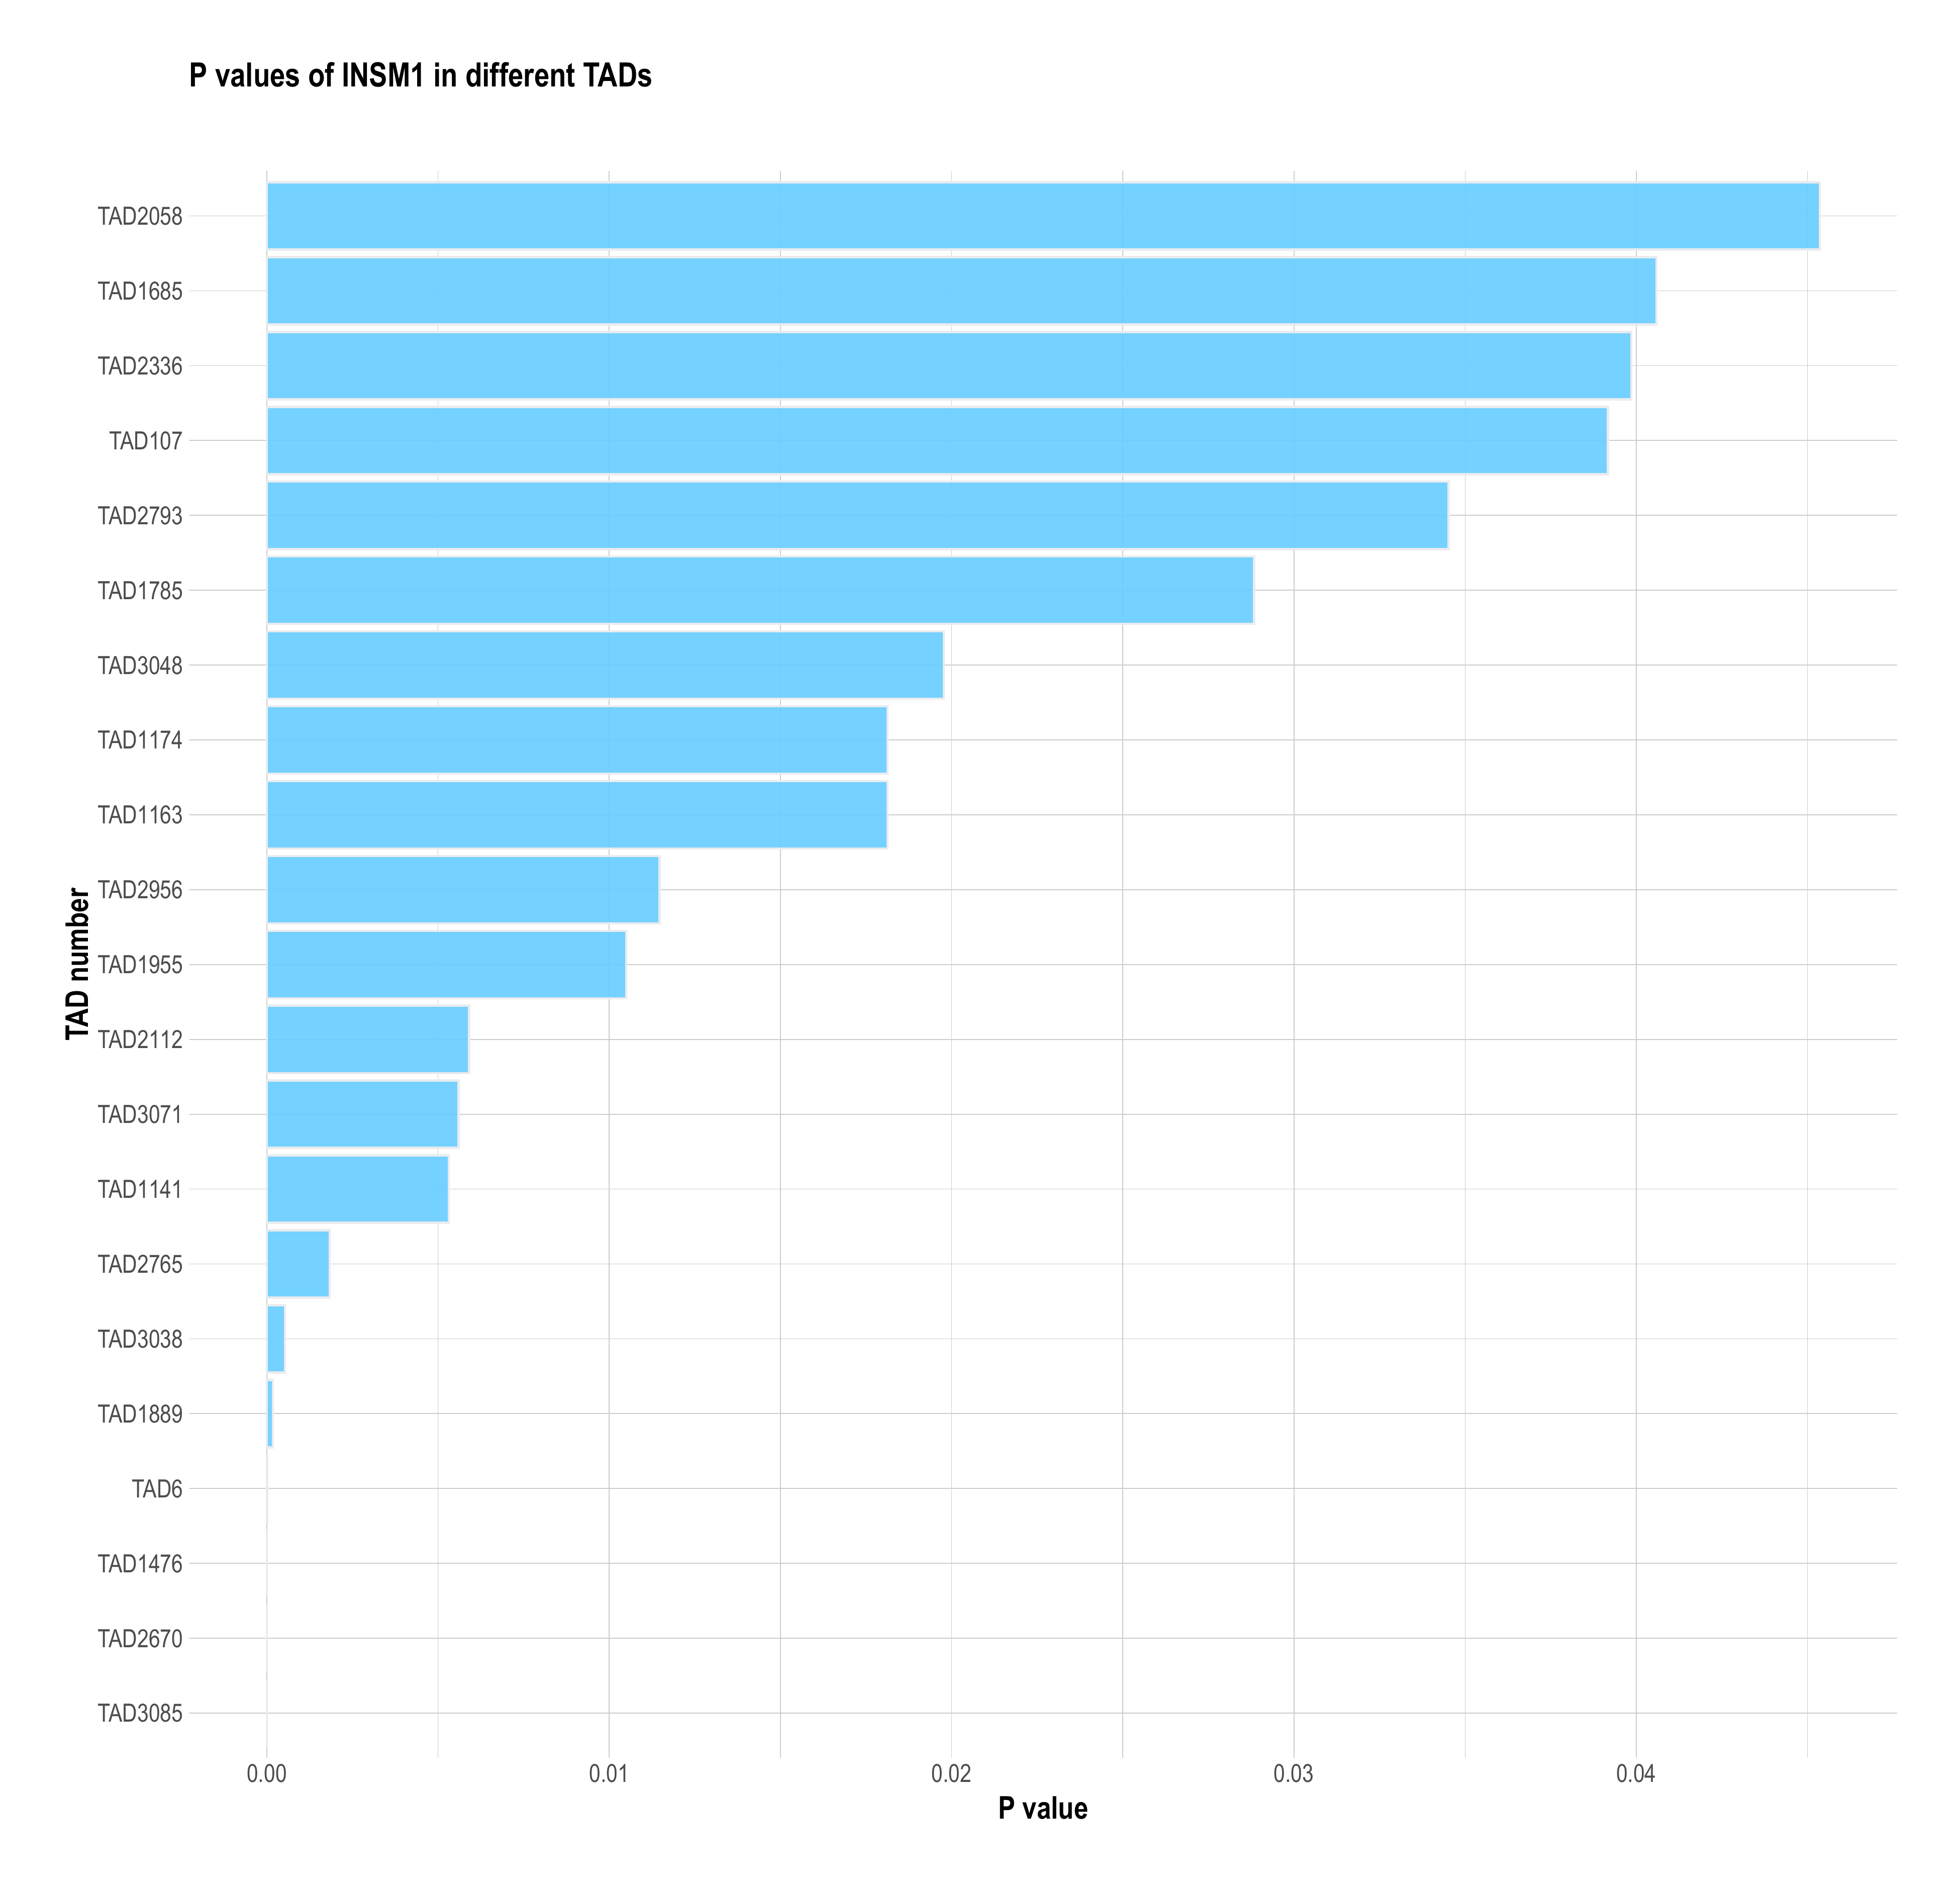 P values of INSM1 in different TADs
TAD2058
TAD1685
TAD2336
TAD107
TAD2793
TAD1785
TAD3048
TAD1174
TAD1163
TAD2956
TAD1955
TAD2112
TAD3071
TAD1141
TAD2765
TAD3038
TAD1889
TAD6
TAD1476
TAD2670
TAD3085
TAD number
0.00 0.01 0.02 0.03 0.04
P value